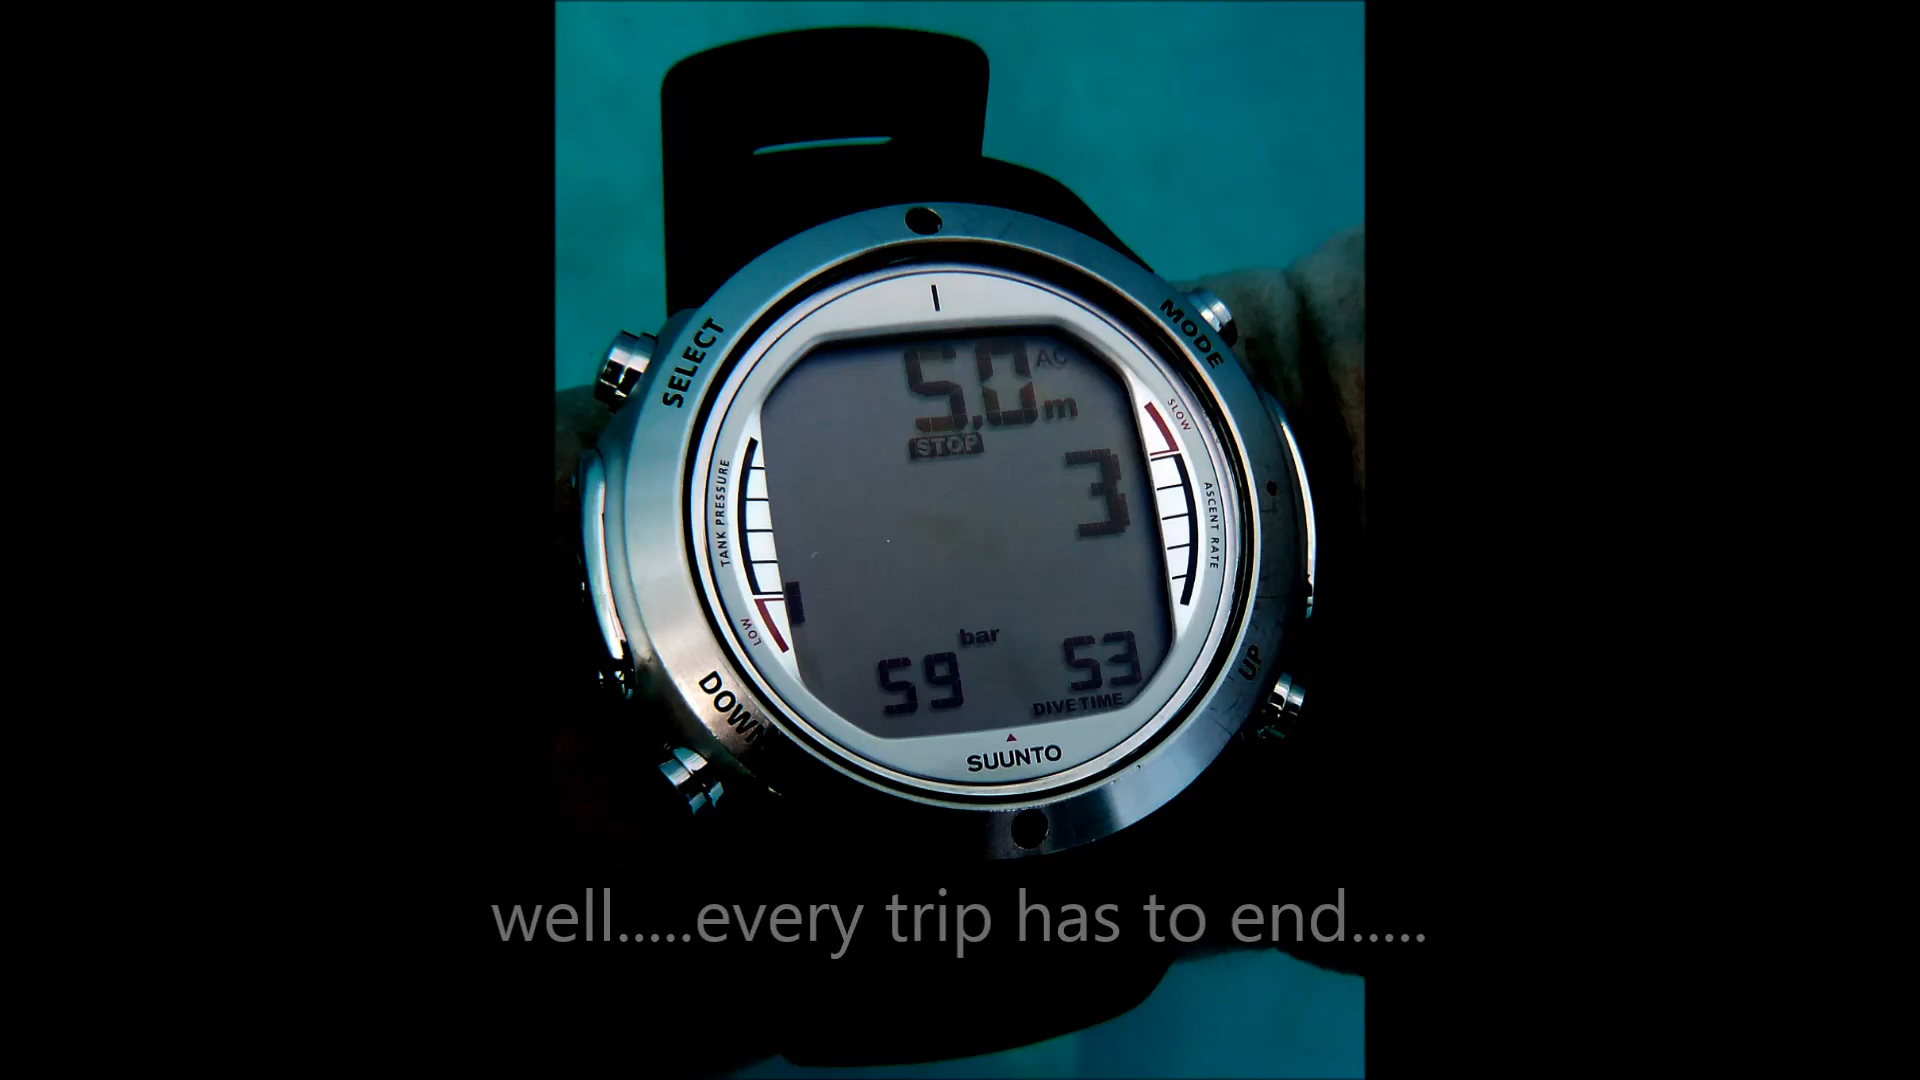 SELECT
MODE
5.0 AC
m
STOP
SLOW
3
TANK PRESSURE
ASCENT RATE
LOW
bar
59
53
DIVE TIME
DOWN
UP
SUUNTO
well.....every trip has to end.....